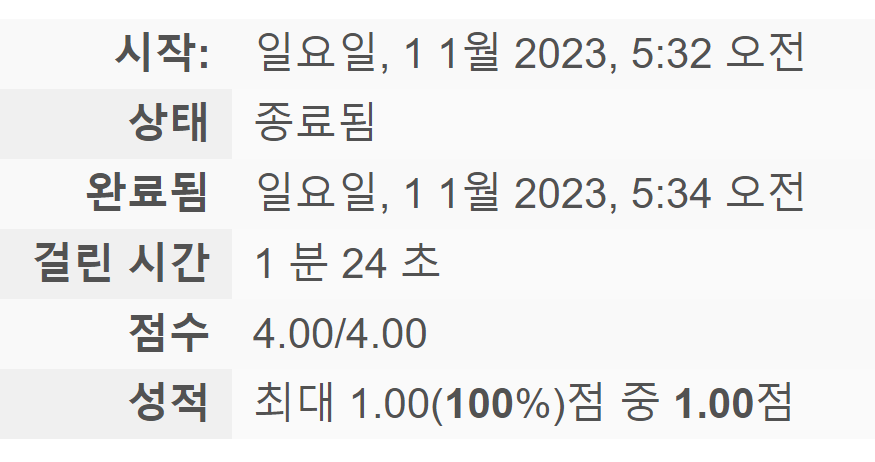 시작: 일요일, 1 1월 2023, 5:32 오전
상태 종료됨
완료됨 일요일, 1 1월 2023, 5:34 오전
걸린 시간 1 분 24 초
점수 4.00/4.00
성적 최대 1.00(100%)점 중 1.00점